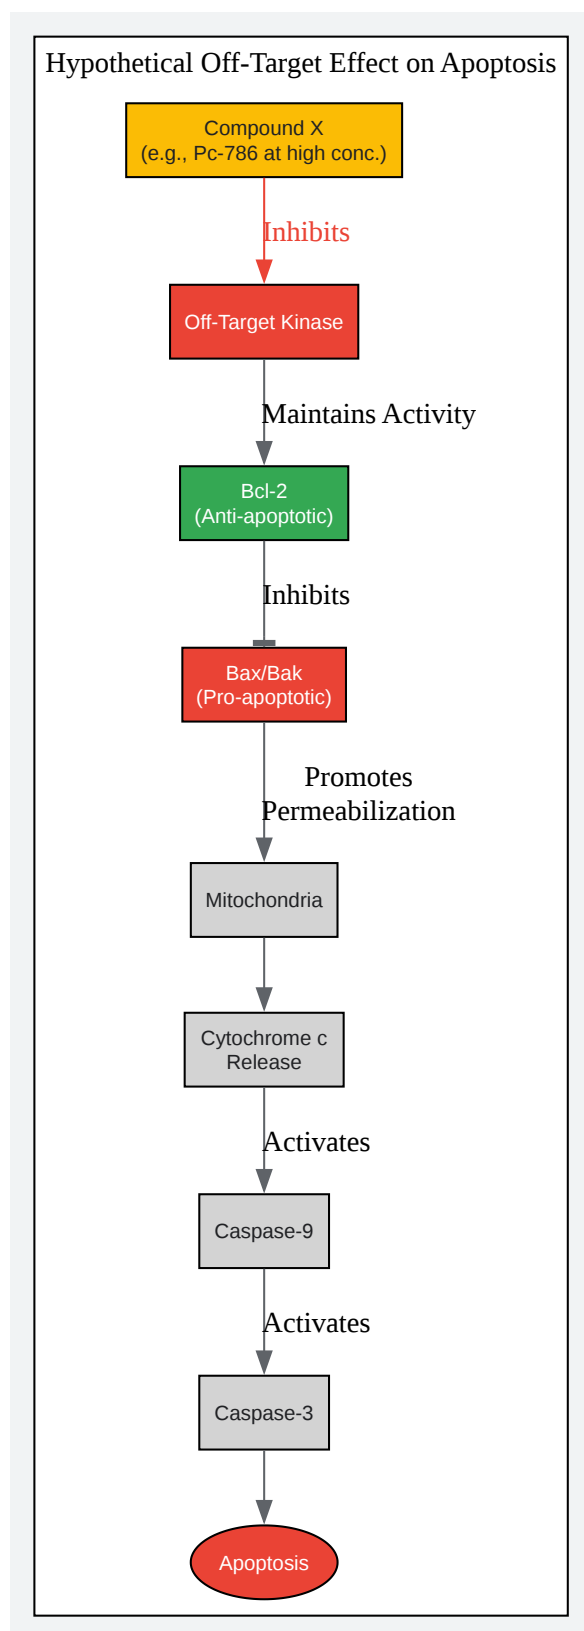 Hypothetical Off-Target Effect on Apoptosis
Compound X
(e.g., Pc-786 at high conc.)
Inhibits
Off-Target Kinase
Maintains Activity
Bcl-2
(Anti-apoptotic)
Inhibits
Bax/Bak
(Pro-apoptotic)
Promotes
Permeabilization
Mitochondria
Cytochrome c
Release
Activates
Caspase-9
Activates
Caspase-3
Apoptosis